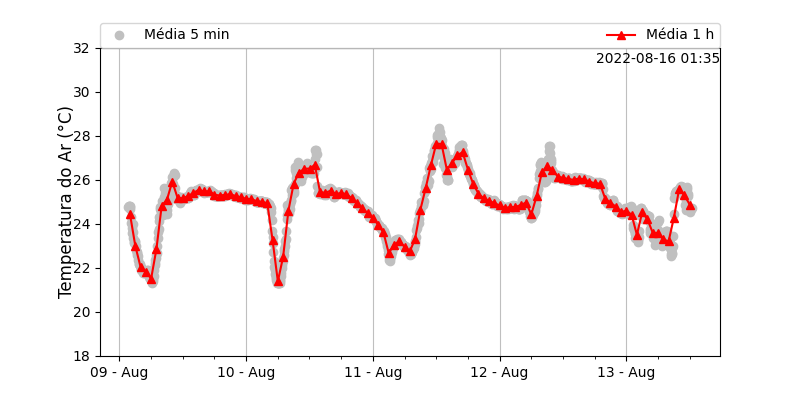 Média 5 min
Média 1 h
2022-08-16 01:35
Temperatura do Ar (°C)
32
30
28
26
24
22
20
18
09 - Aug
10 - Aug
11 - Aug
12 - Aug
13 - Aug